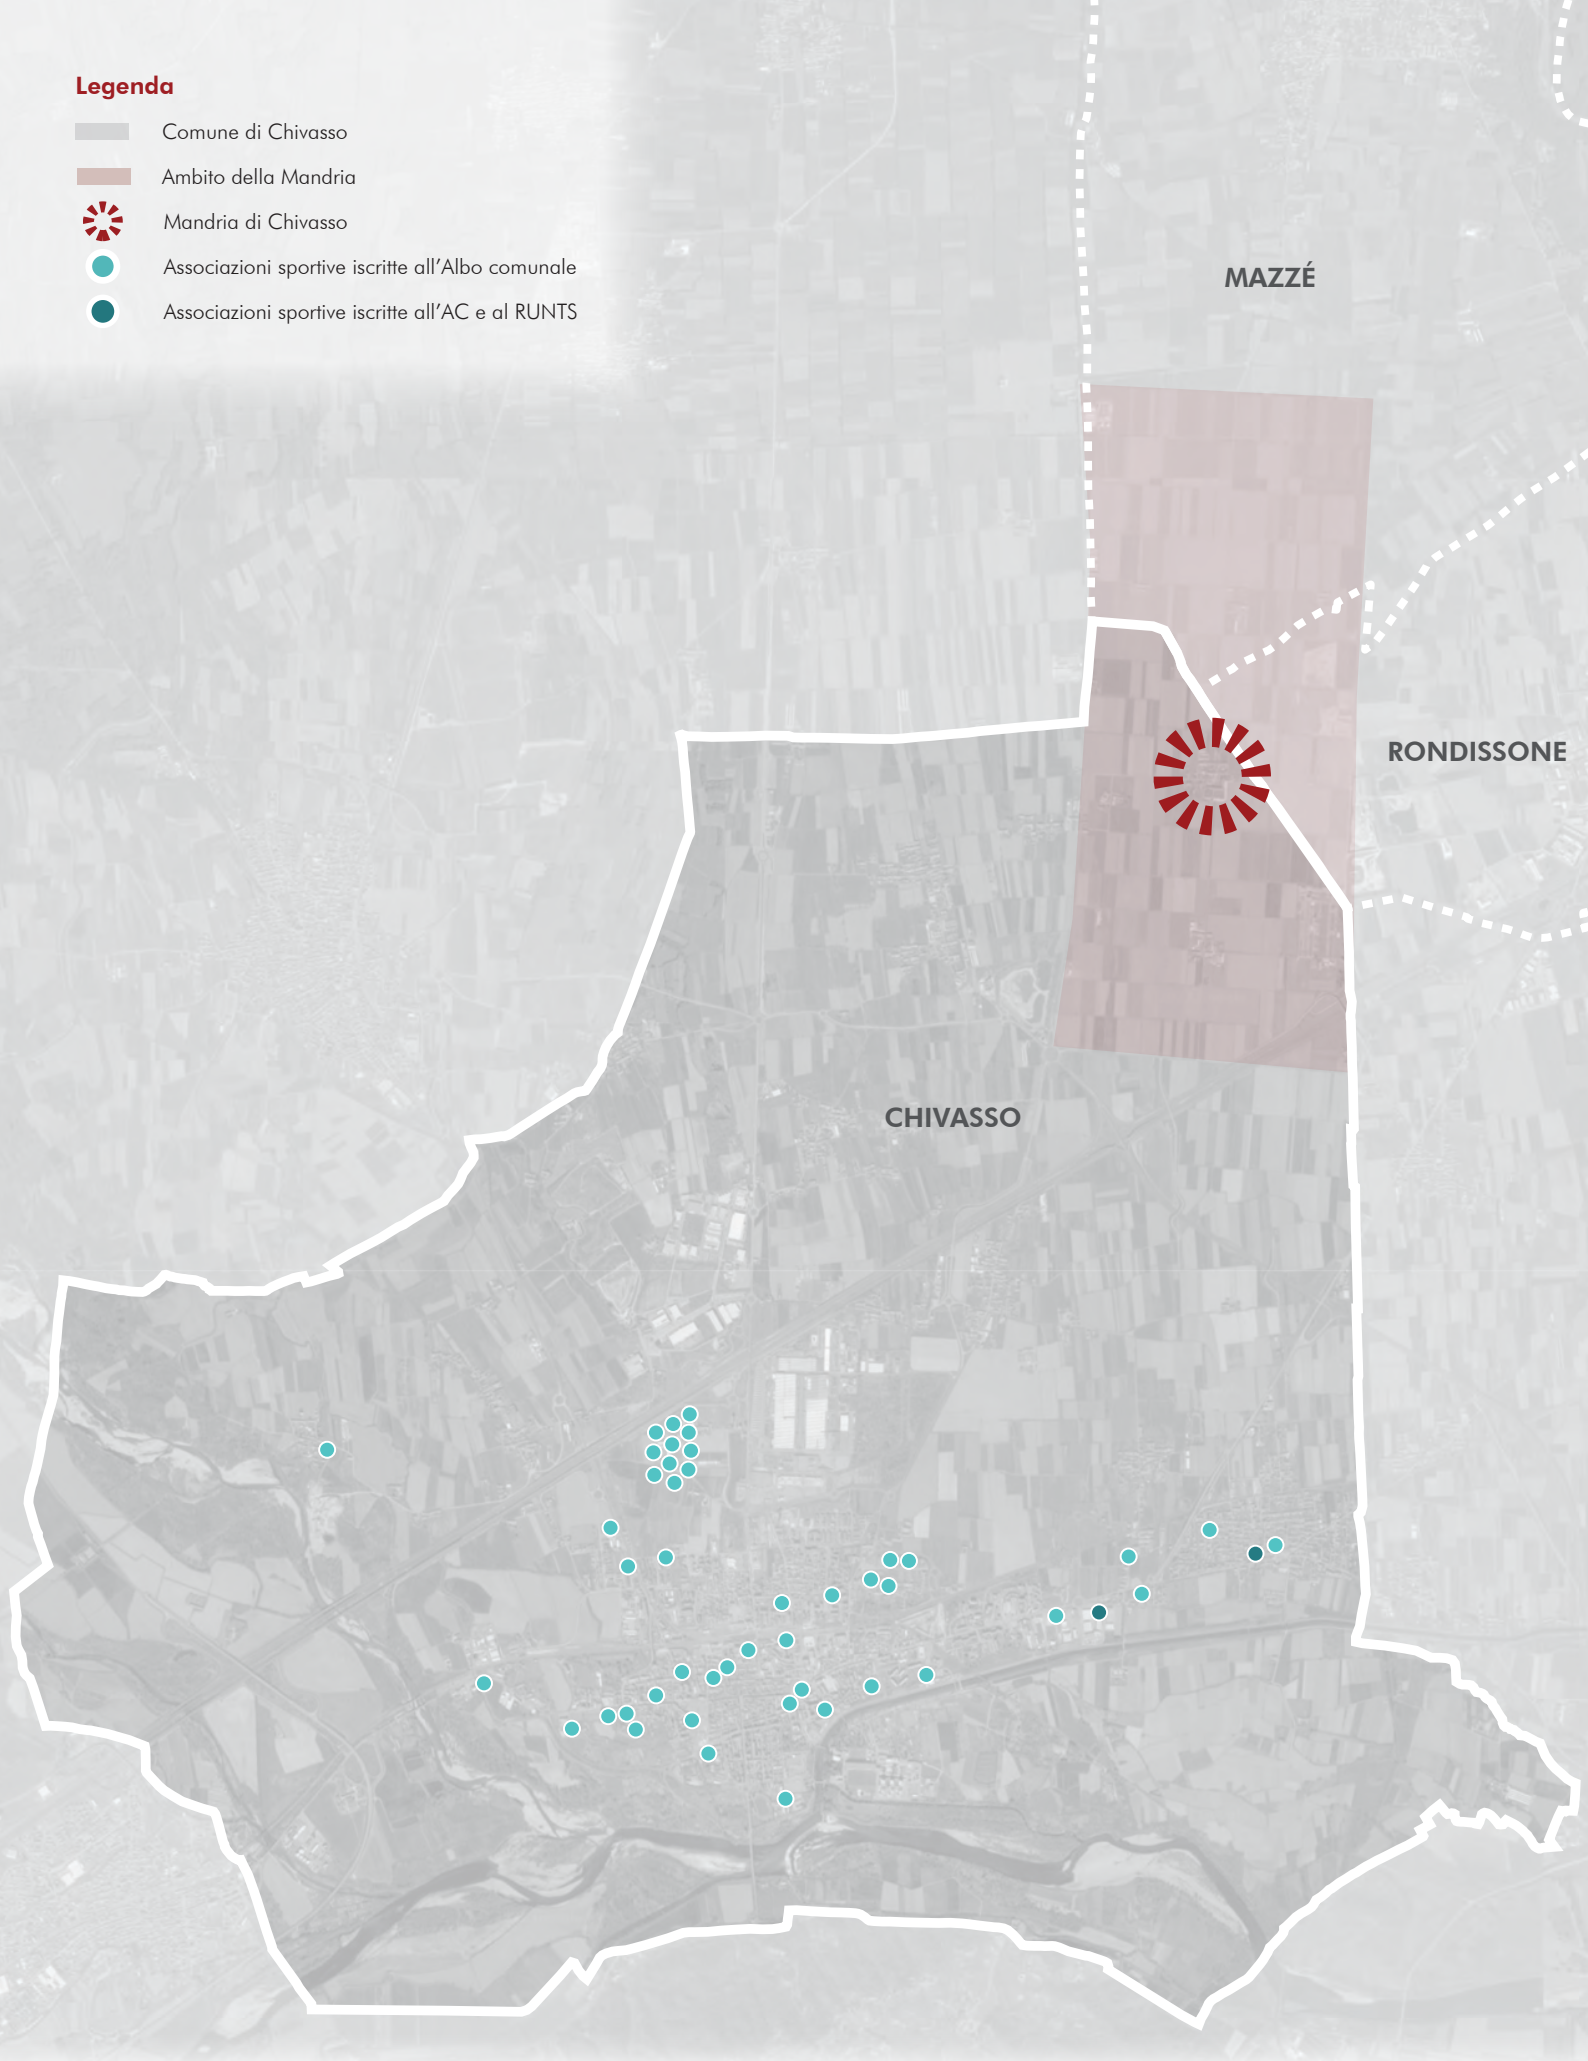 Legenda
Comune di Chivasso
Ambito della Mandria
Mandria di Chivasso
Associazioni sportive iscritte all’Albo comunale
Associazioni sportive iscritte all’AC e al RUNTS
MAZZÉ
RONDISSONE
CHIVASSO